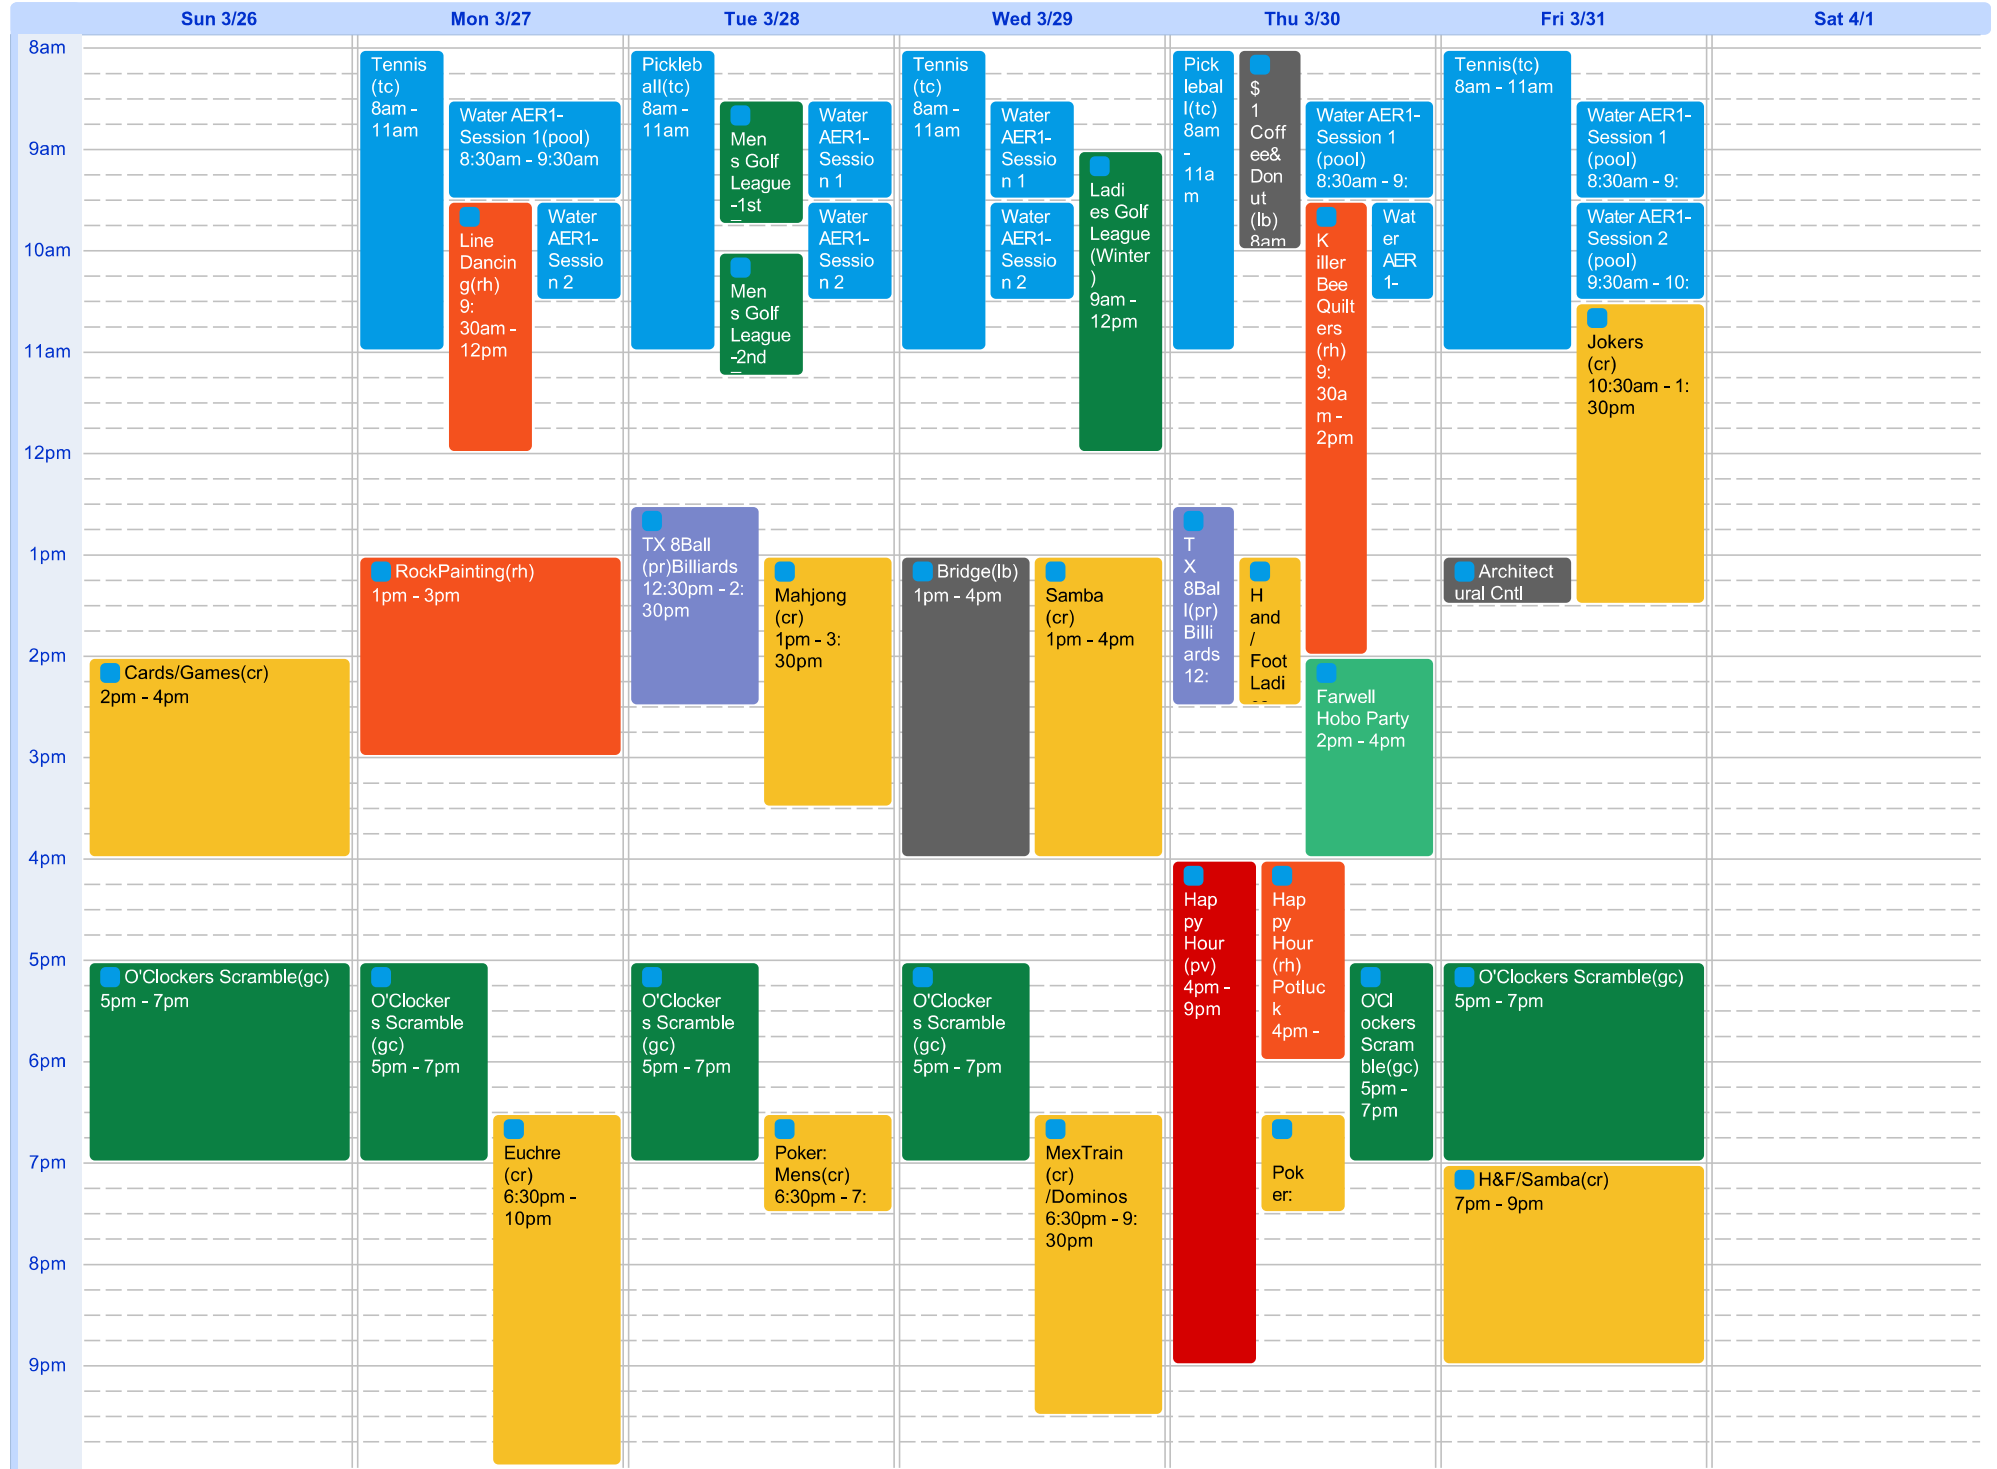 Sun 3/26
Mon 3/27
Tue 3/28
Wed 3/29
Thu 3/30
Fri 3/31
Sat 4/1
8am
9am
10am
11am
12pm
1pm
2pm
3pm
4pm
5pm
6pm
7pm
8pm
9pm
Cards/Games(cr)
2pm - 4pm
O'Clockers Scramble(gc)
5pm - 7pm
Tennis
(tc)
8am -
11am
Water AER1-
Session 1(pool)
8:30am - 9:30am
Line
Dancin
g(rh)
9:
30am -
12pm
Water
AER1-
Sessio
n 2
RockPainting(rh)
1pm - 3pm
O'Clocker
s Scramble
(gc)
5pm - 7pm
Euchre
(cr)
6:30pm -
10pm
Pickleb
all(tc)
8am -
11am
Men
s Golf
League
-1st
Water
AER1-
Sessio
n 1
Water
AER1-
Sessio
n 2
Men
s Golf
League
-2nd
TX 8Ball
(pr)Billiards
12:30pm - 2:
30pm
Mahjong
(cr)
1pm - 3:
30pm
O'Clocker
s Scramble
(gc)
5pm - 7pm
Poker:
Mens(cr)
6:30pm - 7:
Tennis
(tc)
8am -
11am
Water
AER1-
Sessio
n 1
Water
AER1-
Sessio
n 2
Ladi
es Golf
League
(Winter
)
9am -
12pm
Bridge(lb)
1pm - 4pm
Samba
(cr)
1pm - 4pm
O'Clocker
s Scramble
(gc)
5pm - 7pm
MexTrain
(cr)
/Dominos
6:30pm - 9:
30pm
Pick
lebal
l(tc)
8am
-
11a
m
$
1
Coff
ee&
Don
ut
(lb)
8am
Water AER1-
Session 1
(pool)
8:30am - 9:
K
iller
Bee
Quilt
ers
(rh)
9:
30a
m -
2pm
Wat
er
AER
1-
T
X
8Bal
l(pr)
Billi
ards
12:
H
and
/
Foot
Ladi
Farwell
Hobo Party
2pm - 4pm
Hap
py
Hour
(pv)
4pm -
9pm
Hap
py
Hour
(rh)
Potluc
k
4pm -
O'Cl
ockers
Scram
ble(gc)
5pm -
7pm
Pok
er:
Tennis(tc)
8am - 11am
Water AER1-
Session 1
(pool)
8:30am - 9:
Water AER1-
Session 2
(pool)
9:30am - 10:
Jokers
(cr)
10:30am - 1:
30pm
Architect
ural Cntl
O'Clockers Scramble(gc)
5pm - 7pm
H&F/Samba(cr)
7pm - 9pm